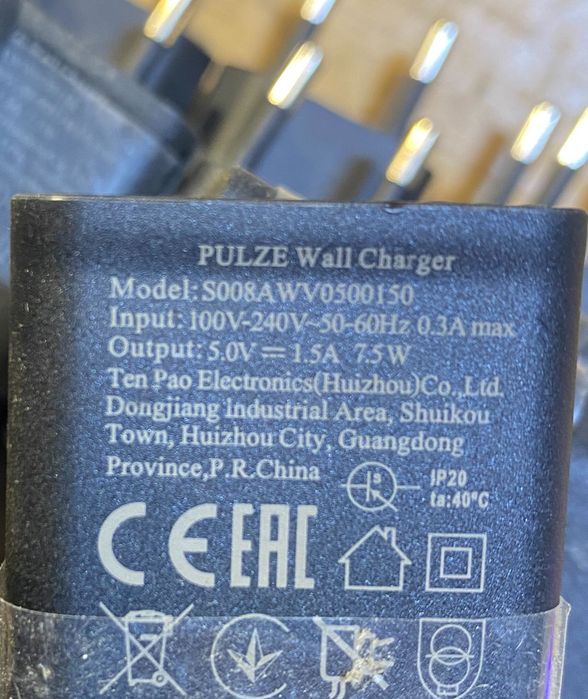 PULZE Wall Charger
Model:S008AWV0500150
Input: 100V-240V~50-60Hz 0.3A max
Output: 5.0V⎓1.5A 7.5W
Ten Pao Electronics(Huizhou)Co.,Ltd.
Dongjiang Industrial Area, Shuikou
Town, Huizhou City, Guangdong
Province,P.R.China
S
IP20
ta:40°C
CE EAC